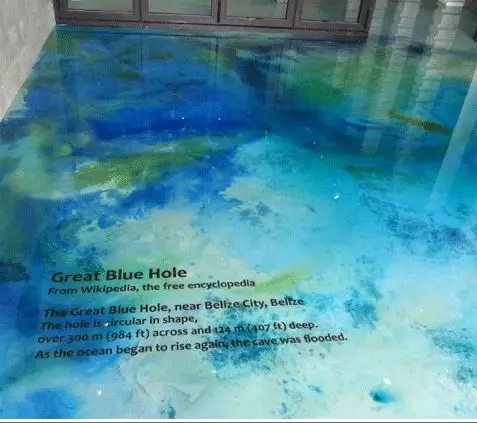 Great Blue Hole
From Wikipedia, the free encyclopedia
The Great Blue Hole, near Belize City, Belize
The hole is circular in shape,
over 300 m (984 ft) across and 124 m (407 ft) deep.
As the ocean began to rise again, the cave was flooded.